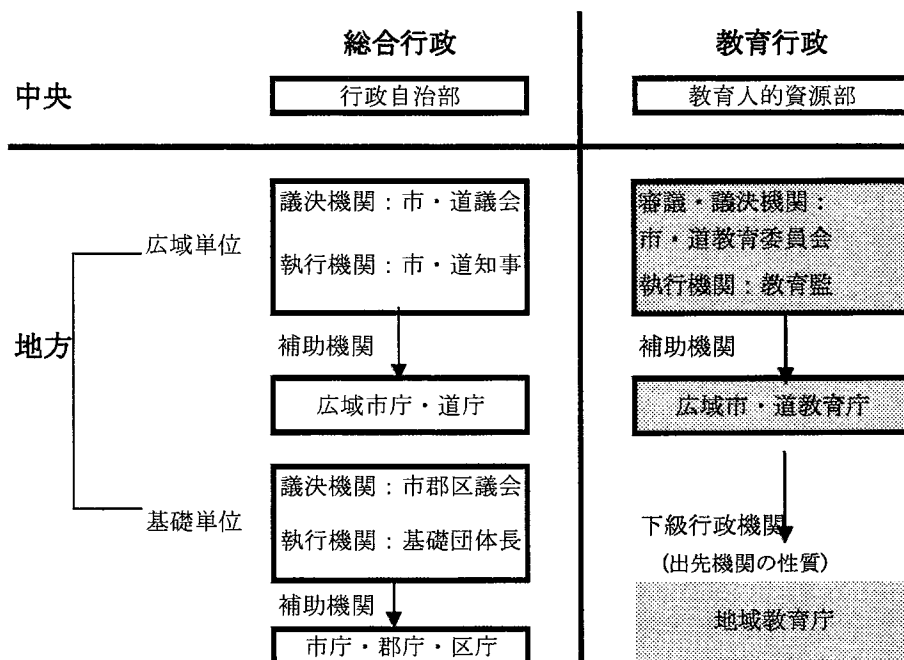 総合行政
教育行政
中央
行政自治部
教育人的資源部
地方
広域単位
議決機関：市・道議会
執行機関：市・道知事
審議・議決機関：
市・道教育委員会
執行機関：教育監
補助機関
補助機関
広域市庁・道庁
広域市・道教育庁
基礎単位
議決機関：市郡区議会
執行機関：基礎団体長
下級行政機関
(出先機関の性質)
補助機関
地域教育庁
市庁・郡庁・区庁